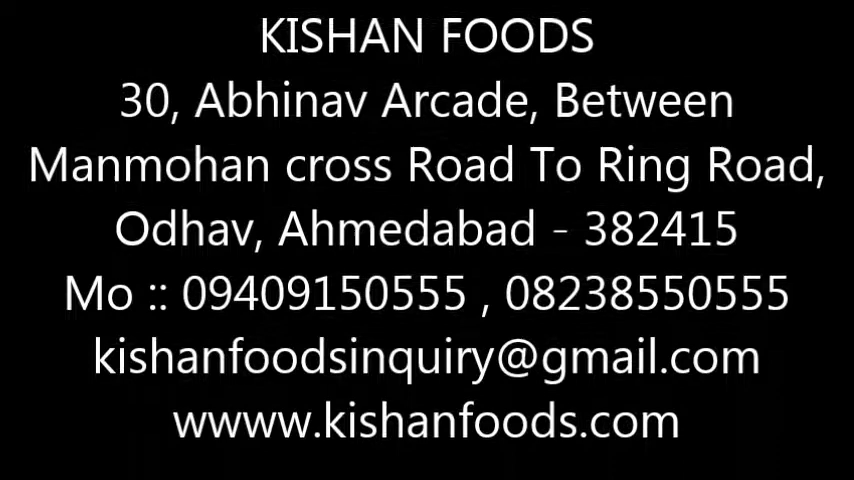 KISHAN FOODS
30, Abhinav Arcade, Between
Manmohan cross Road To Ring Road,
Odhav, Ahmedabad - 382415
Mo :: 09409150555 , 08238550555
kishanfoodsinquiry@gmail.com
wwww.kishanfoods.com